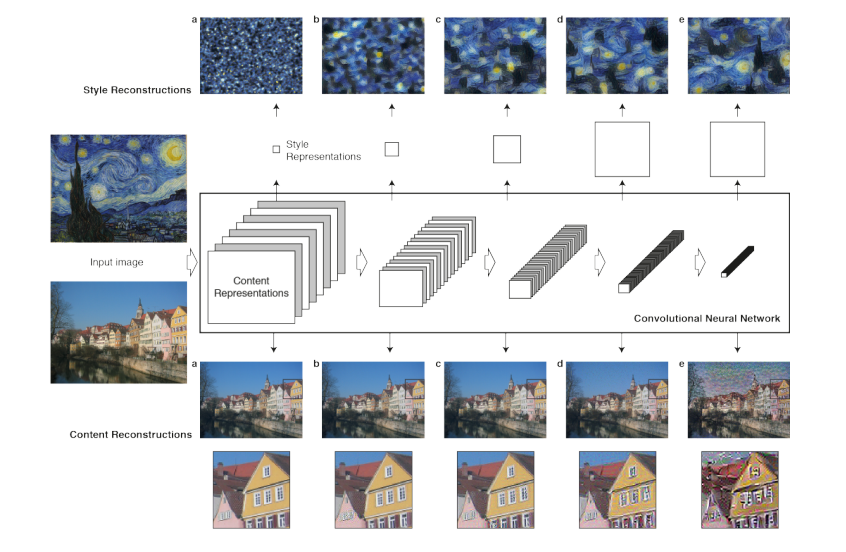 a b c d e
Style Reconstructions
Style
Representations
Input image
Content
Representations
Convolutional Neural Network
a b c d e
Content Reconstructions